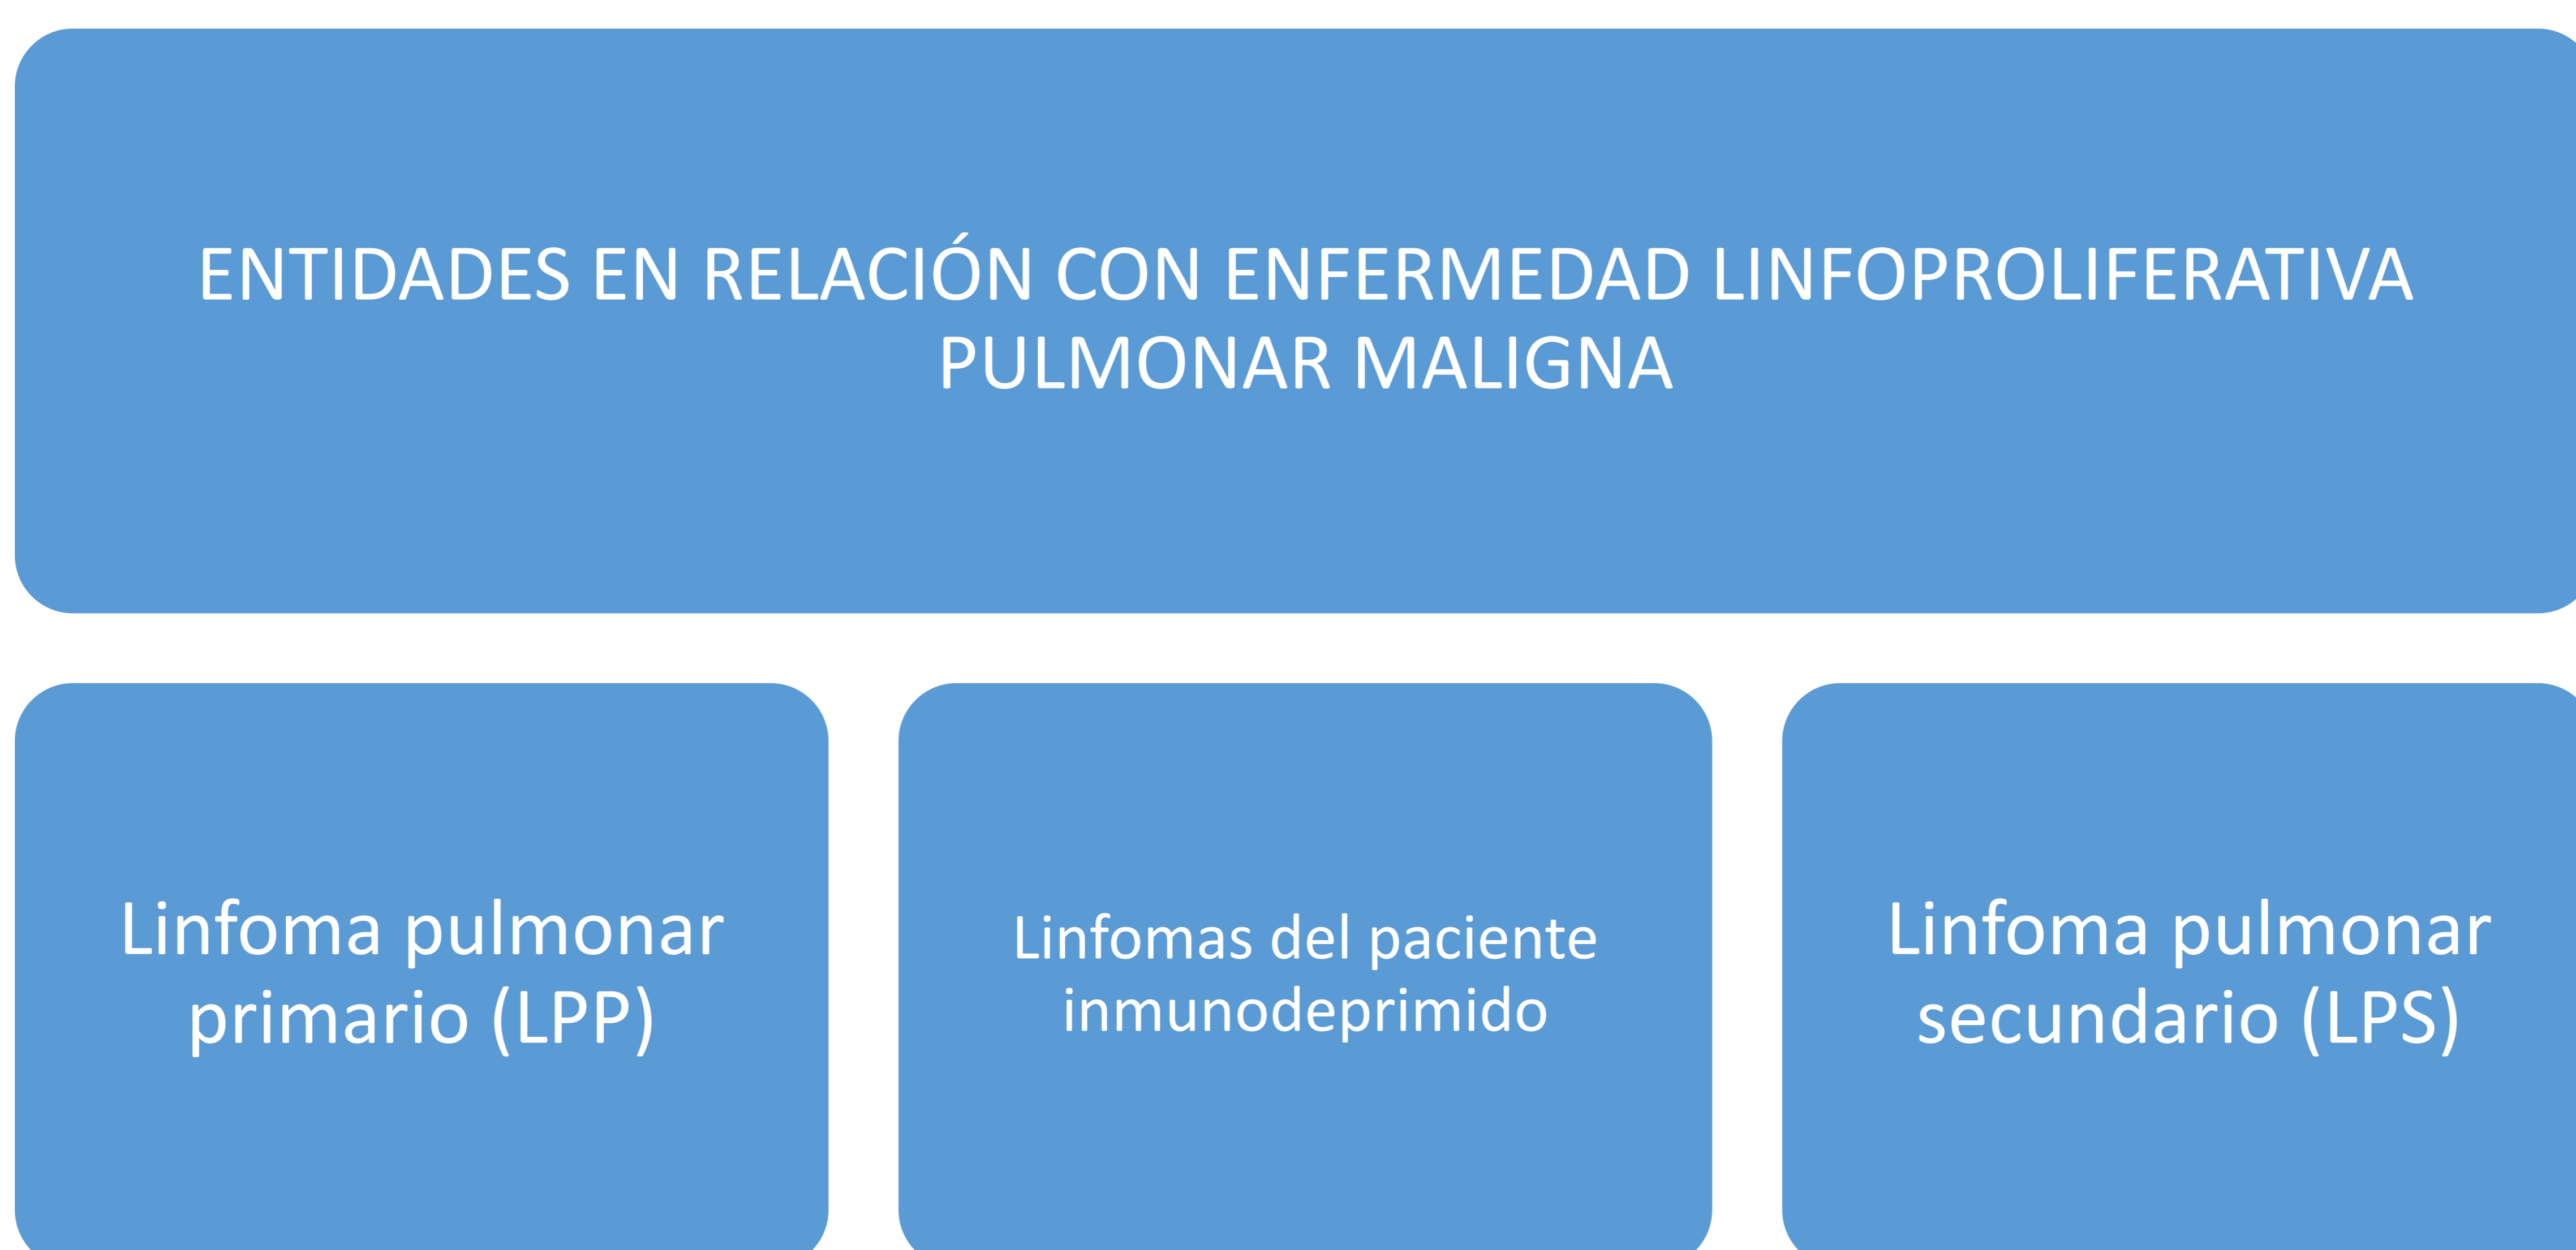 ENTIDADES EN RELACIÓN CON ENFERMEDAD LINFOPROLIFERATIVA
PULMONAR MALIGNA
Linfoma pulmonar
primario (LPP)
Linfomas del paciente
inmunodeprimido
Linfoma pulmonar
secundario (LPS)